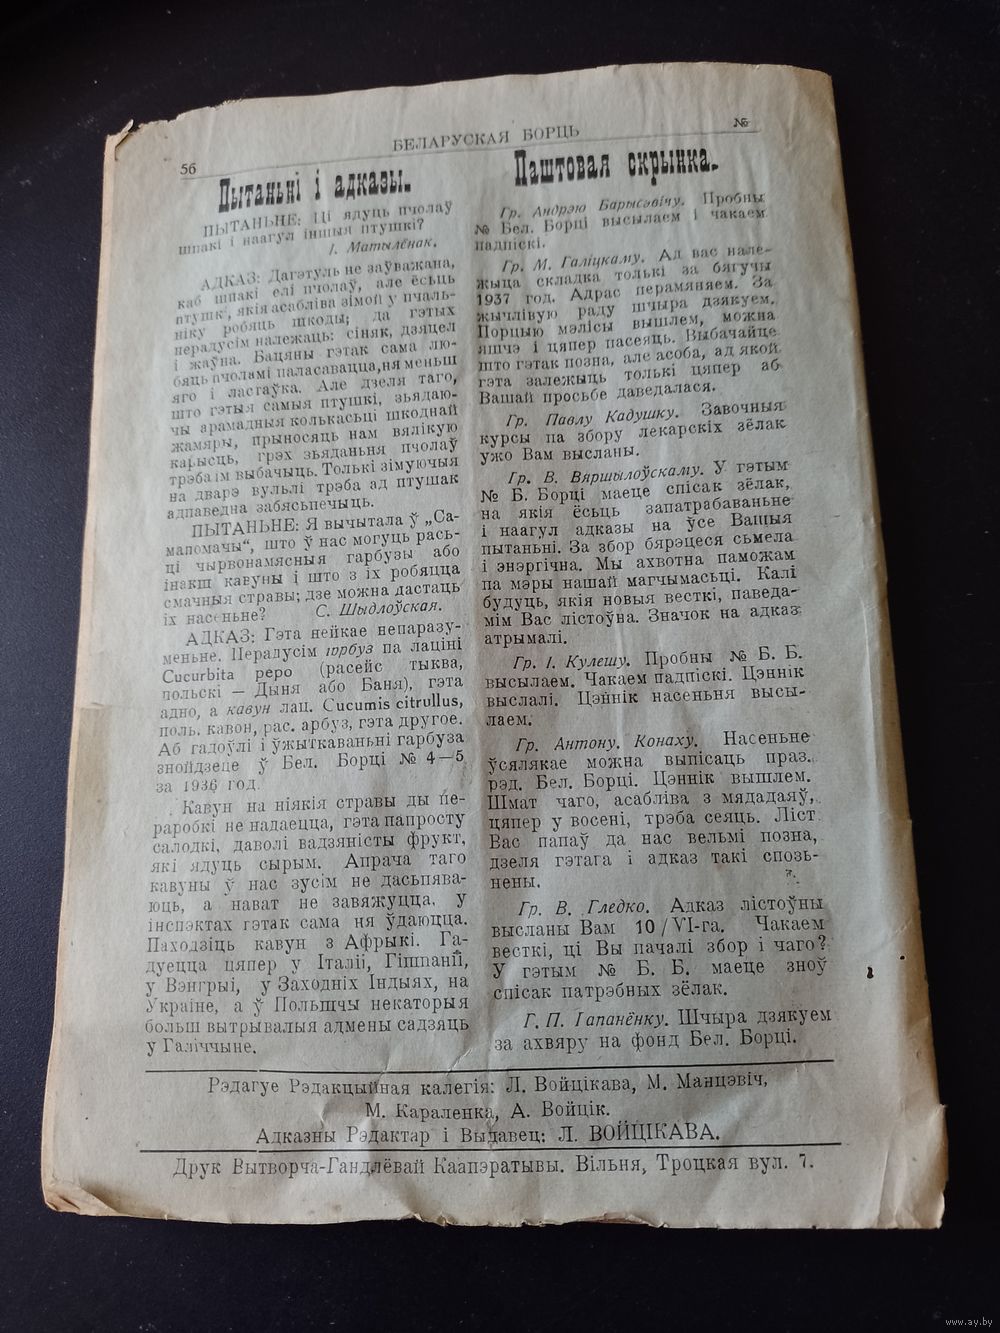 56
БЕЛАРУСКАЯ БОРЦЬ
№
Пытаньні і адказы.
ПЫТАНЬНЕ: Ці ядуць пчолаў
шпакі і наагул іншыя птушкі?
І. Матылёнак.
АДКАЗ: Дагэтуль не заўважана,
каб шпакі елі пчолаў, але ёсьць
птушкі, якія асабліва зімой у пчаль-
ніку робяць шкоды; да гэтых
перадусім належаць: сіняк, дзяцел
і жаўна. Бацяны гэтак сама лю-
бяць пчоламі паласавацца, ня меньш
яго і ластаўка. Але дзеля таго,
што гэтыя самыя птушкі, зьядаю-
чы арамадныя колькасьці шкоднай
жамяры, прыносяць нам вялікую
карысць, грэх зьяданьня пчолаў
трэба ім выбачыць. Толькі зімуючыя
на дварэ вульлі трэба ад птушак
адпаведна забясьпечыць.
ПЫТАНЬНЕ: Я вычытала ў „Са-
мапомачы“, што ў нас могуць расьь-
ці чырвонамясныя гарбузы або
інакш кавуны і што з іх робяцца
смачныя стравы; дзе можна дастаць
іх насеньне?
С. Шыдлоўская.
АДКАЗ: Гэта нейкае непаразу-
меньне. Перадусім гарбуз па лаціні
Cucurbita pepo (расейс тыква,
польскі — Дыня або Баня), гэта
адно, а кавун лац. Cucumis citrullus,
поль. кавон, рас. арбуз, гэта другое.
Аб гадоўлі і ўжыткаваньні гарбуза
знойдзеце ў Бел. Борці № 4—5
за 1936 год.
Кавун на ніякія стравы ды пе-
раробкі не надаецца, гэта папросту
салодкі, даволі вадзяністы фрукт,
які ядуць сырым. Апрача таго
кавуны ў нас зусім не дасьпява-
юць, а нават не завяжуцца, у
інспэктах гэтак сама ня ўдаюцца.
Паходзіць кавун з Афрыкі. Га-
дуецца цяпер у Італіі, Гішпаніі,
у Вэнгрыі, у Заходніх Індыях, на
Украіне, а ў Польшчы некаторыя
больш вытрывалыя адмены садзяць
у Галіччыне.
Паштовая скрынка.
Гр. Андрэю Барысэвічу. Пробны
№ Бел. Борці высылаем і чакаем
падпіскі.
Гр. М. Галіцкаму. Ад вас нале-
жыца складка толькі за бягучы
1937 год. Адрас перамяняем. За
жычлівую раду шчыра дзякуем.
Порцыю мэлісы вышлем, можна
яшчэ і цяпер пасеяць. Выбачайце
што гэтак позна, але асоба, ад якой
гэта залежыць толькі цяпер аб
Вашай просьбе даведалася.
Гр. Паўлу Кадушку. Завочныя
курсы па збору лекарскіх зёлак
ужо Вам высланы.
Гр. В. Вяршылоўскаму. У гэтым
№ Б. Борці маеце спісак зёлак,
на якія ёсьць запатрабаваньне
і наагул адказы на ўсе Вашыя
пытаньні. За збор бярэцеся сьмела
і энэргічна. Мы ахвотна паможам
па мэры нашай магчымасьці. Калі
будуць, якія новыя весткі, паведа-
мім Вас лістоўна. Значок на адказ
атрымалі.
Гр. І. Кулешу. Пробны № Б. Б.
высылаем. Чакаем падпіскі. Цэннік
выслалі. Цэннік насеньня высы-
лаем.
Гр. Антону. Конаху. Насеньне
ўсялякае можна выпісаць праз.
рэд. Бел. Борці. Цэннік вышлем.
Шмат чаго, асабліва з мядадаяў,
цяпер у восені, трэба сеяць. Ліст
Вас папаў да нас вельмі позна,
дзеля гэтага і адказ такі спозь-
нены.
Гр. В. Гледко. Адказ лістоўны
высланы Вам 10/VI-га. Чакаем
весткі, ці Вы пачалі збор і чаго?
У гэтым № Б. Б. маеце зноў
спісак патрэбных зёлак.
Г. П. Гапанёнку. Шчыра дзякуем
за ахвяру на фонд Бел. Борці.
Рэдагуе Рэдакцыйная калегія: Л. Войцікава, М. Манцэвіч,
М. Караленка, А. Войцік.
Адказны Рэдактар і Выдавец: Л. ВОЙЦІКАВА.
Друк Вытворча-Гандлёвай Каапэратывы. Вільня, Троцкая вул. 7.
www.ay.by